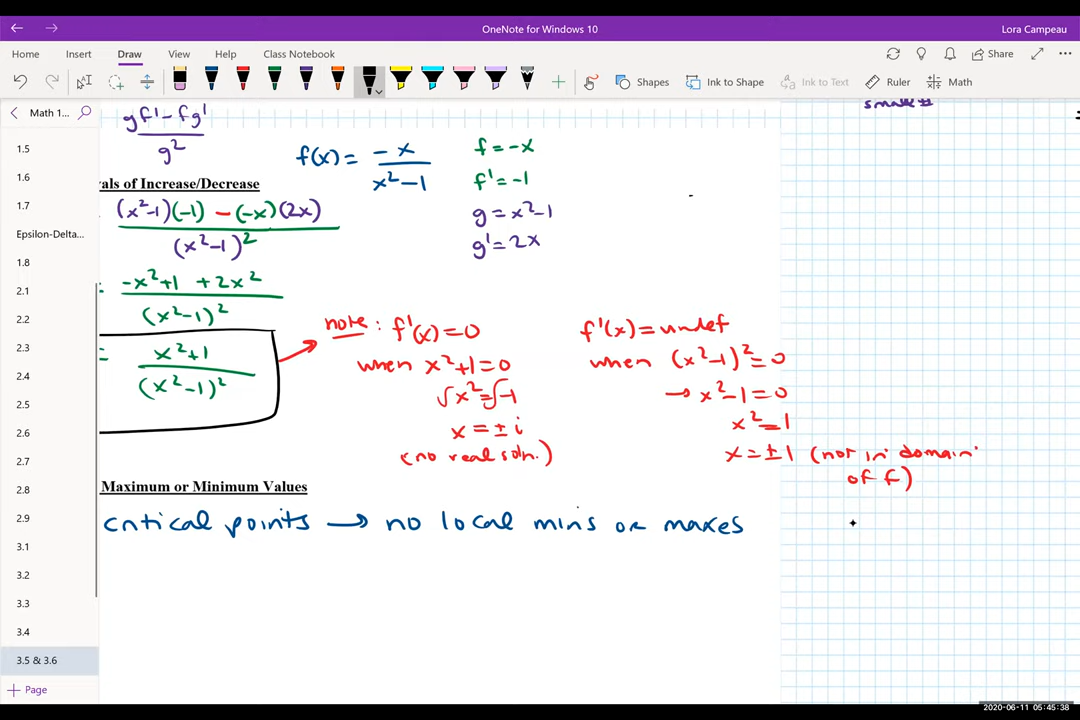 OneNote for Windows 10
Lora Campeau
Home Insert Draw View Help Class Notebook
Share
Shapes Ink to Shape Ink to Text Ruler Math
Math 1...
1.5
1.6
1.7
Epsilon-Delta...
1.8
2.1
2.2
2.3
2.4
2.5
2.6
2.7
2.8
2.9
3.1
3.2
3.3
3.4
3.5 & 3.6
Page
small #
gf' - fg'
g²
f(x) = -x
x² - 1
f = -x
f' = -1
g = x² - 1
g' = 2x
vals of Increase/Decrease
(x²-1)(-1) - (-x)(2x)
(x²-1)²
= -x²+1 + 2x²
(x²-1)²
= x²+1
(x²-1)²
note: f'(x) = 0
when x²+1 = 0
√x² = √-1
x = ± i
(no real soln.)
f'(x) = undef
when (x²-1)² = 0
→ x²-1 = 0
x² = 1
x = ±1 (not in domain
of f)
Maximum or Minimum Values
critical points → no local mins or maxes
2020-06-11 05:45:38